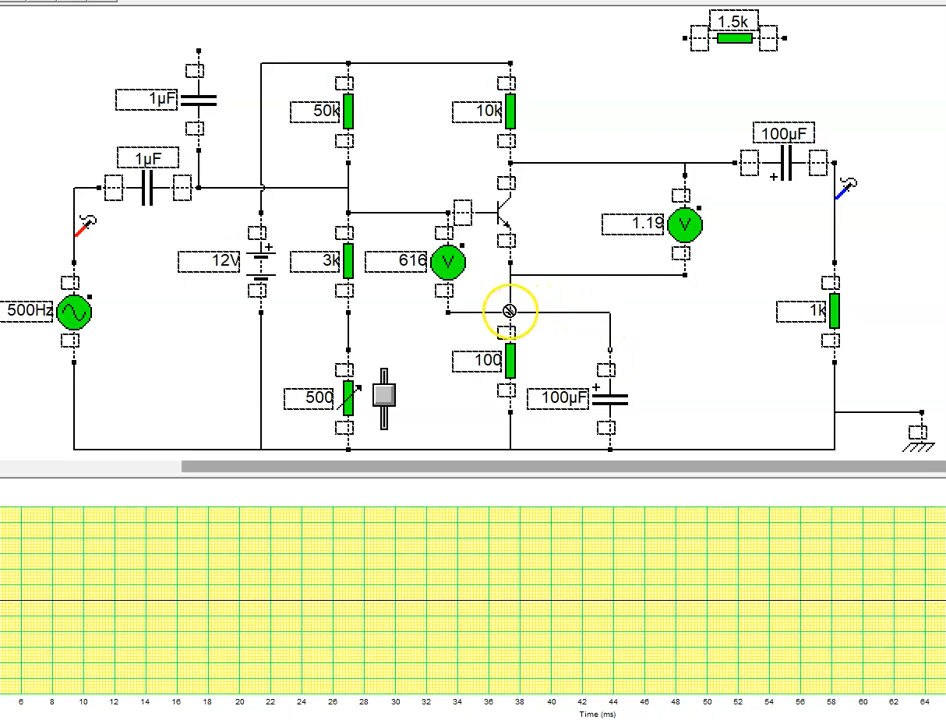 1.5k
1µF
50k
10k
100µF
1µF
1.19
12V
3k
616
500Hz
1k
100
500
100µF
V
V
+
+
+
6 8 10 12 14 16 18 20 22 24 26 28 30 32 34 36 38 40 42 44 46 48 50 52 54 56 58 60 62 64
Time (ms)